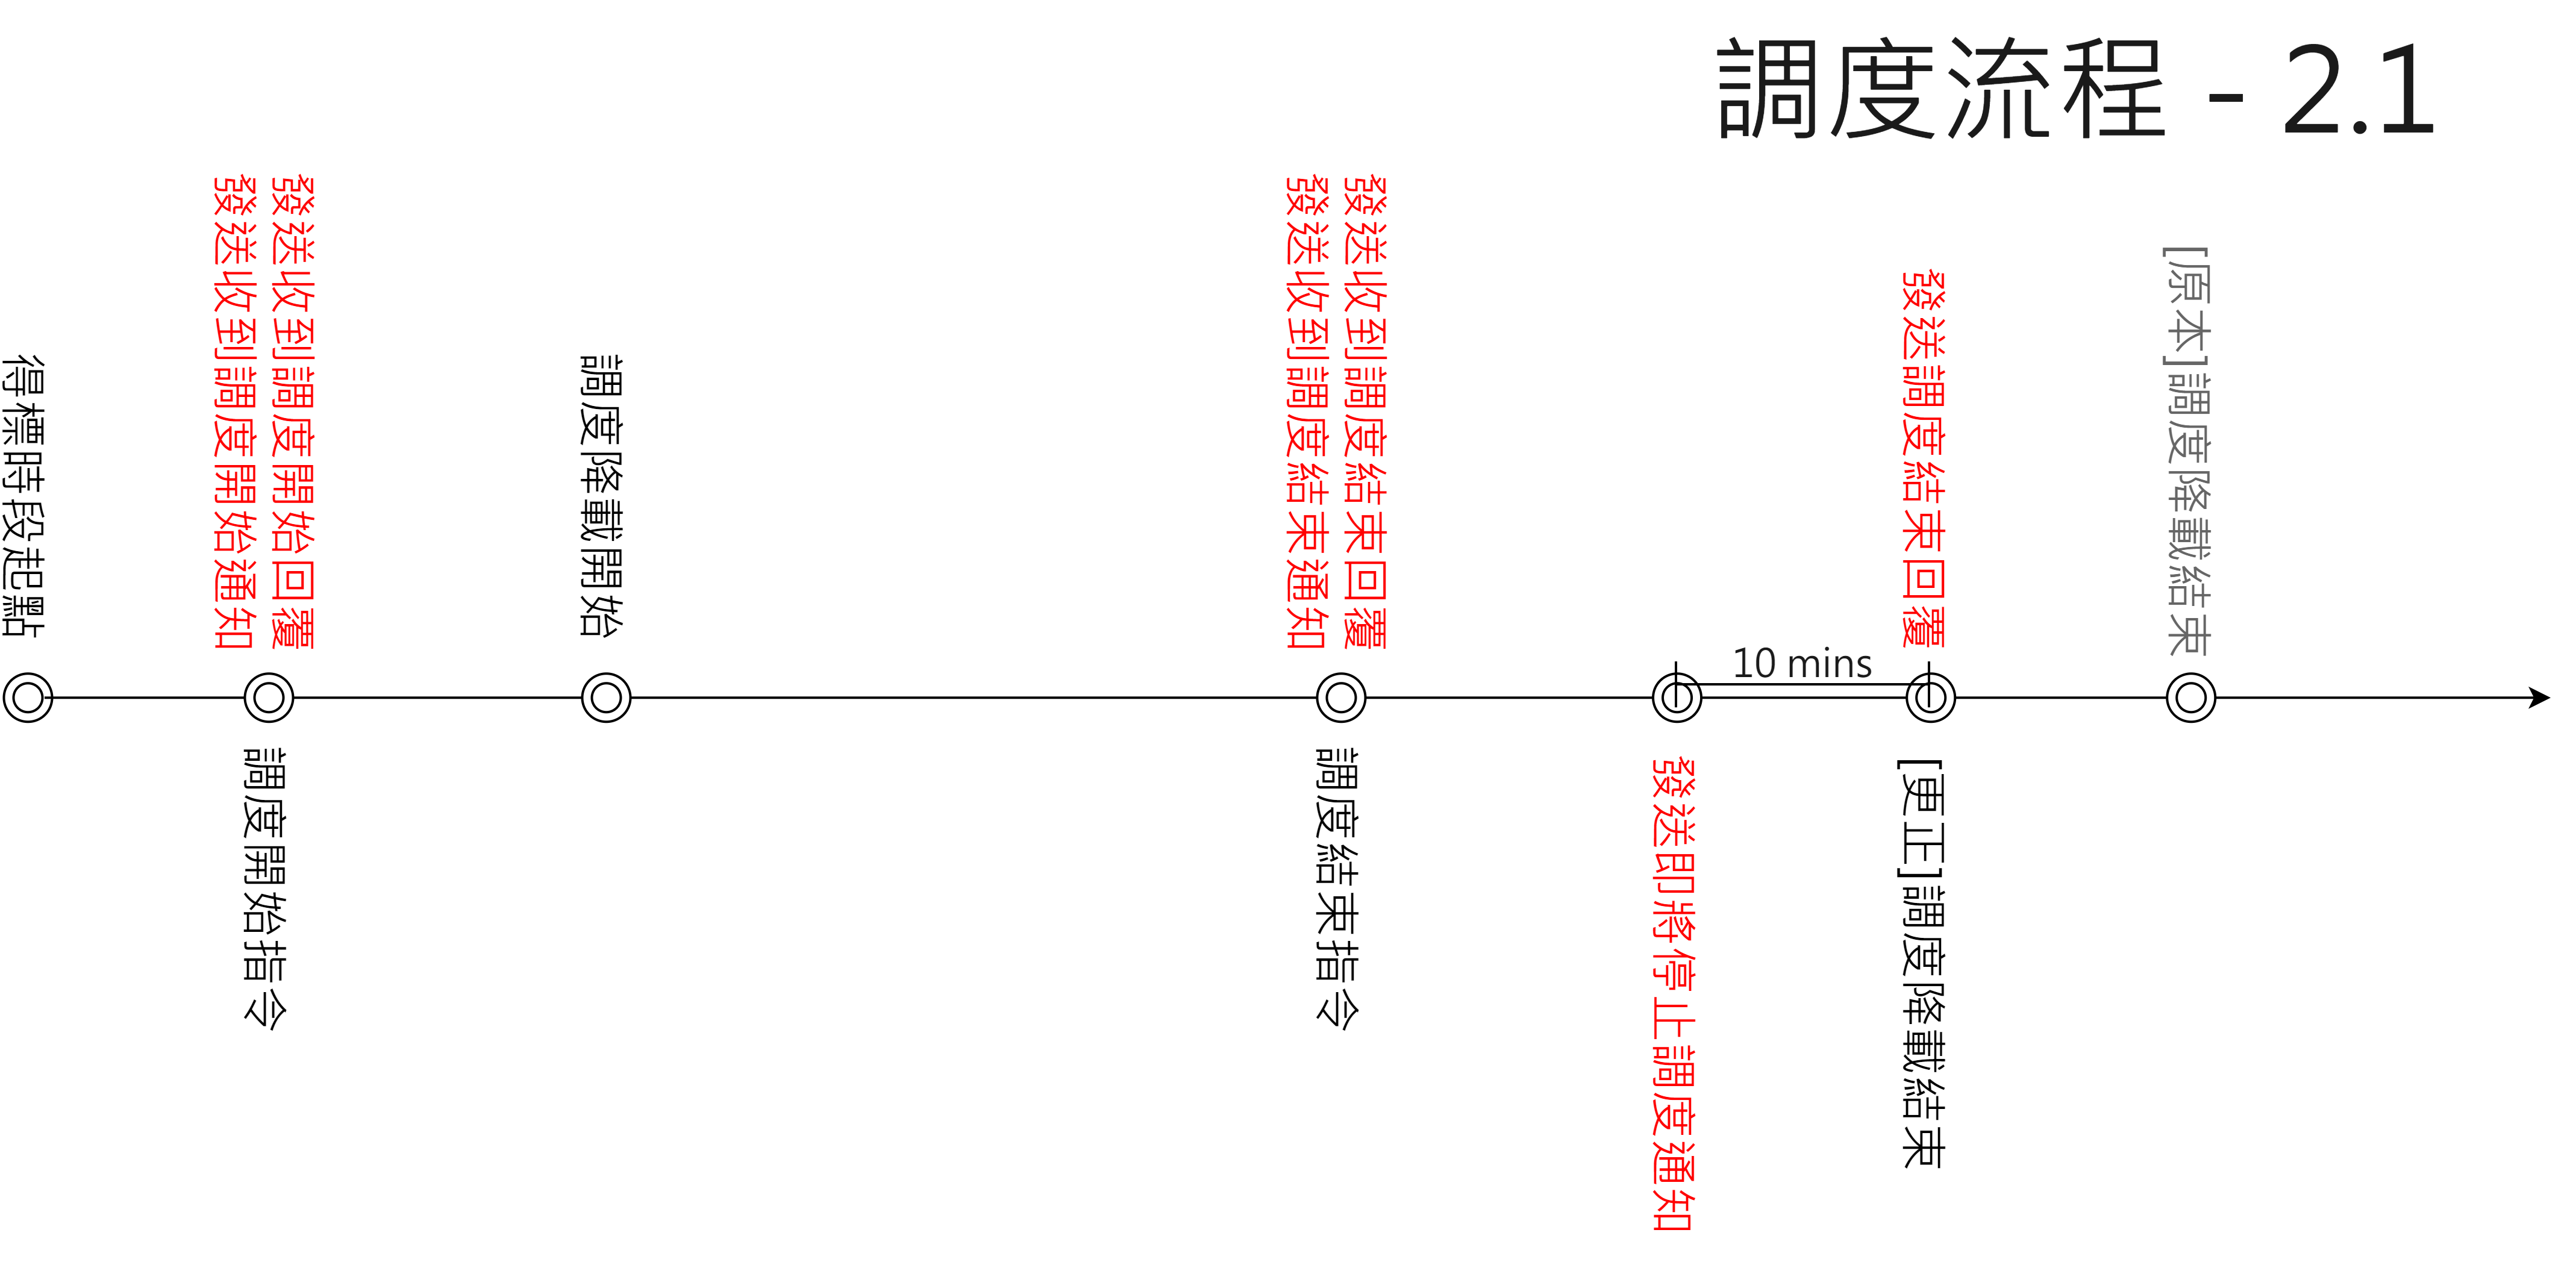 調度流程 - 2.1
得標時段起點
發送收到調度開始回覆
發送收到調度開始通知
調度開始指令
調度降載開始
發送收到調度結束回覆
發送收到調度結束通知
調度結束指令
10 mins
發送即將停止調度通知
發送調度結束回覆
[更正]調度降載結束
[原本]調度降載結束